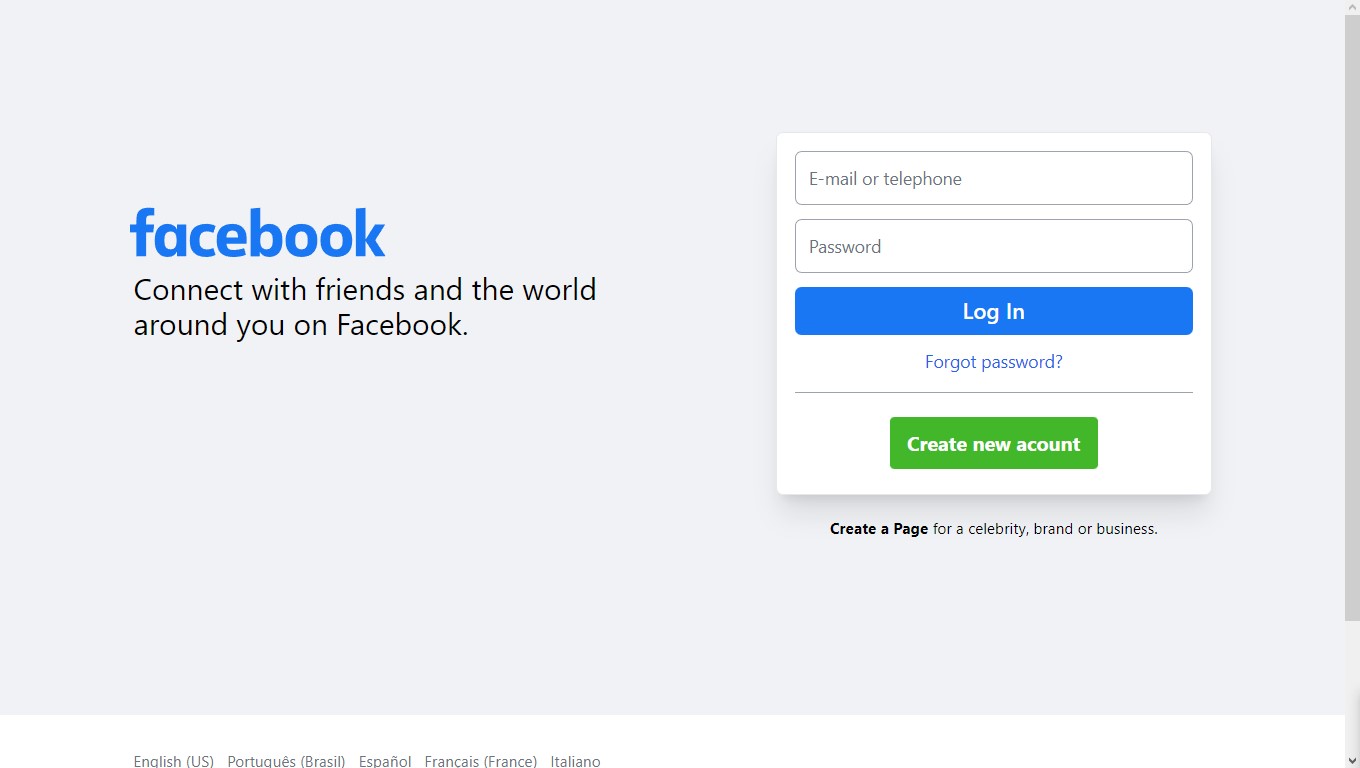 facebook
Connect with friends and the world
around you on Facebook.
E-mail or telephone
Password
Log In
Forgot password?
Create new acount
Create a Page for a celebrity, brand or business.
English (US) Português (Brasil) Español Français (France) Italiano